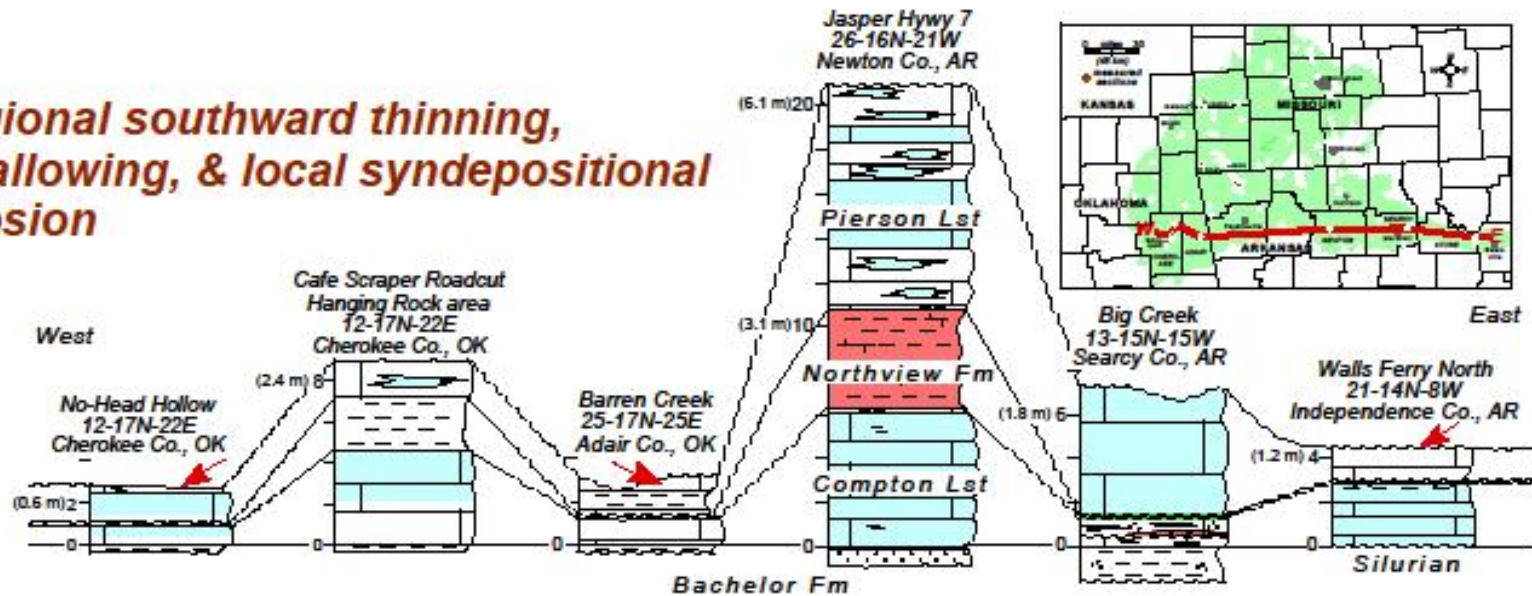 ional southward thinning,
allowing, & local syndepositional
sion
West
No-Head Hollow
12-17N-22E
Cherokee Co., OK
(0.6 m) 2
0
Cafe Scraper Roadcut
Hanging Rock area
12-17N-22E
Cherokee Co., OK
(2.4 m) 8
0
Barren Creek
25-17N-25E
Adair Co., OK
0
Jasper Hywy 7
26-16N-21W
Newton Co., AR
(6.1 m) 20
(3.1 m) 10
0
Pierson Lst
Northview Fm
Compton Lst
Bachelor Fm
KANSAS
MISSOURI
OKLAHOMA
ARKANSAS
W
E
East
Big Creek
13-15N-15W
Searcy Co., AR
(1.8 m) 6
0
Walls Ferry North
21-14N-8W
Independence Co., AR
(1.2 m) 4
0
Silurian